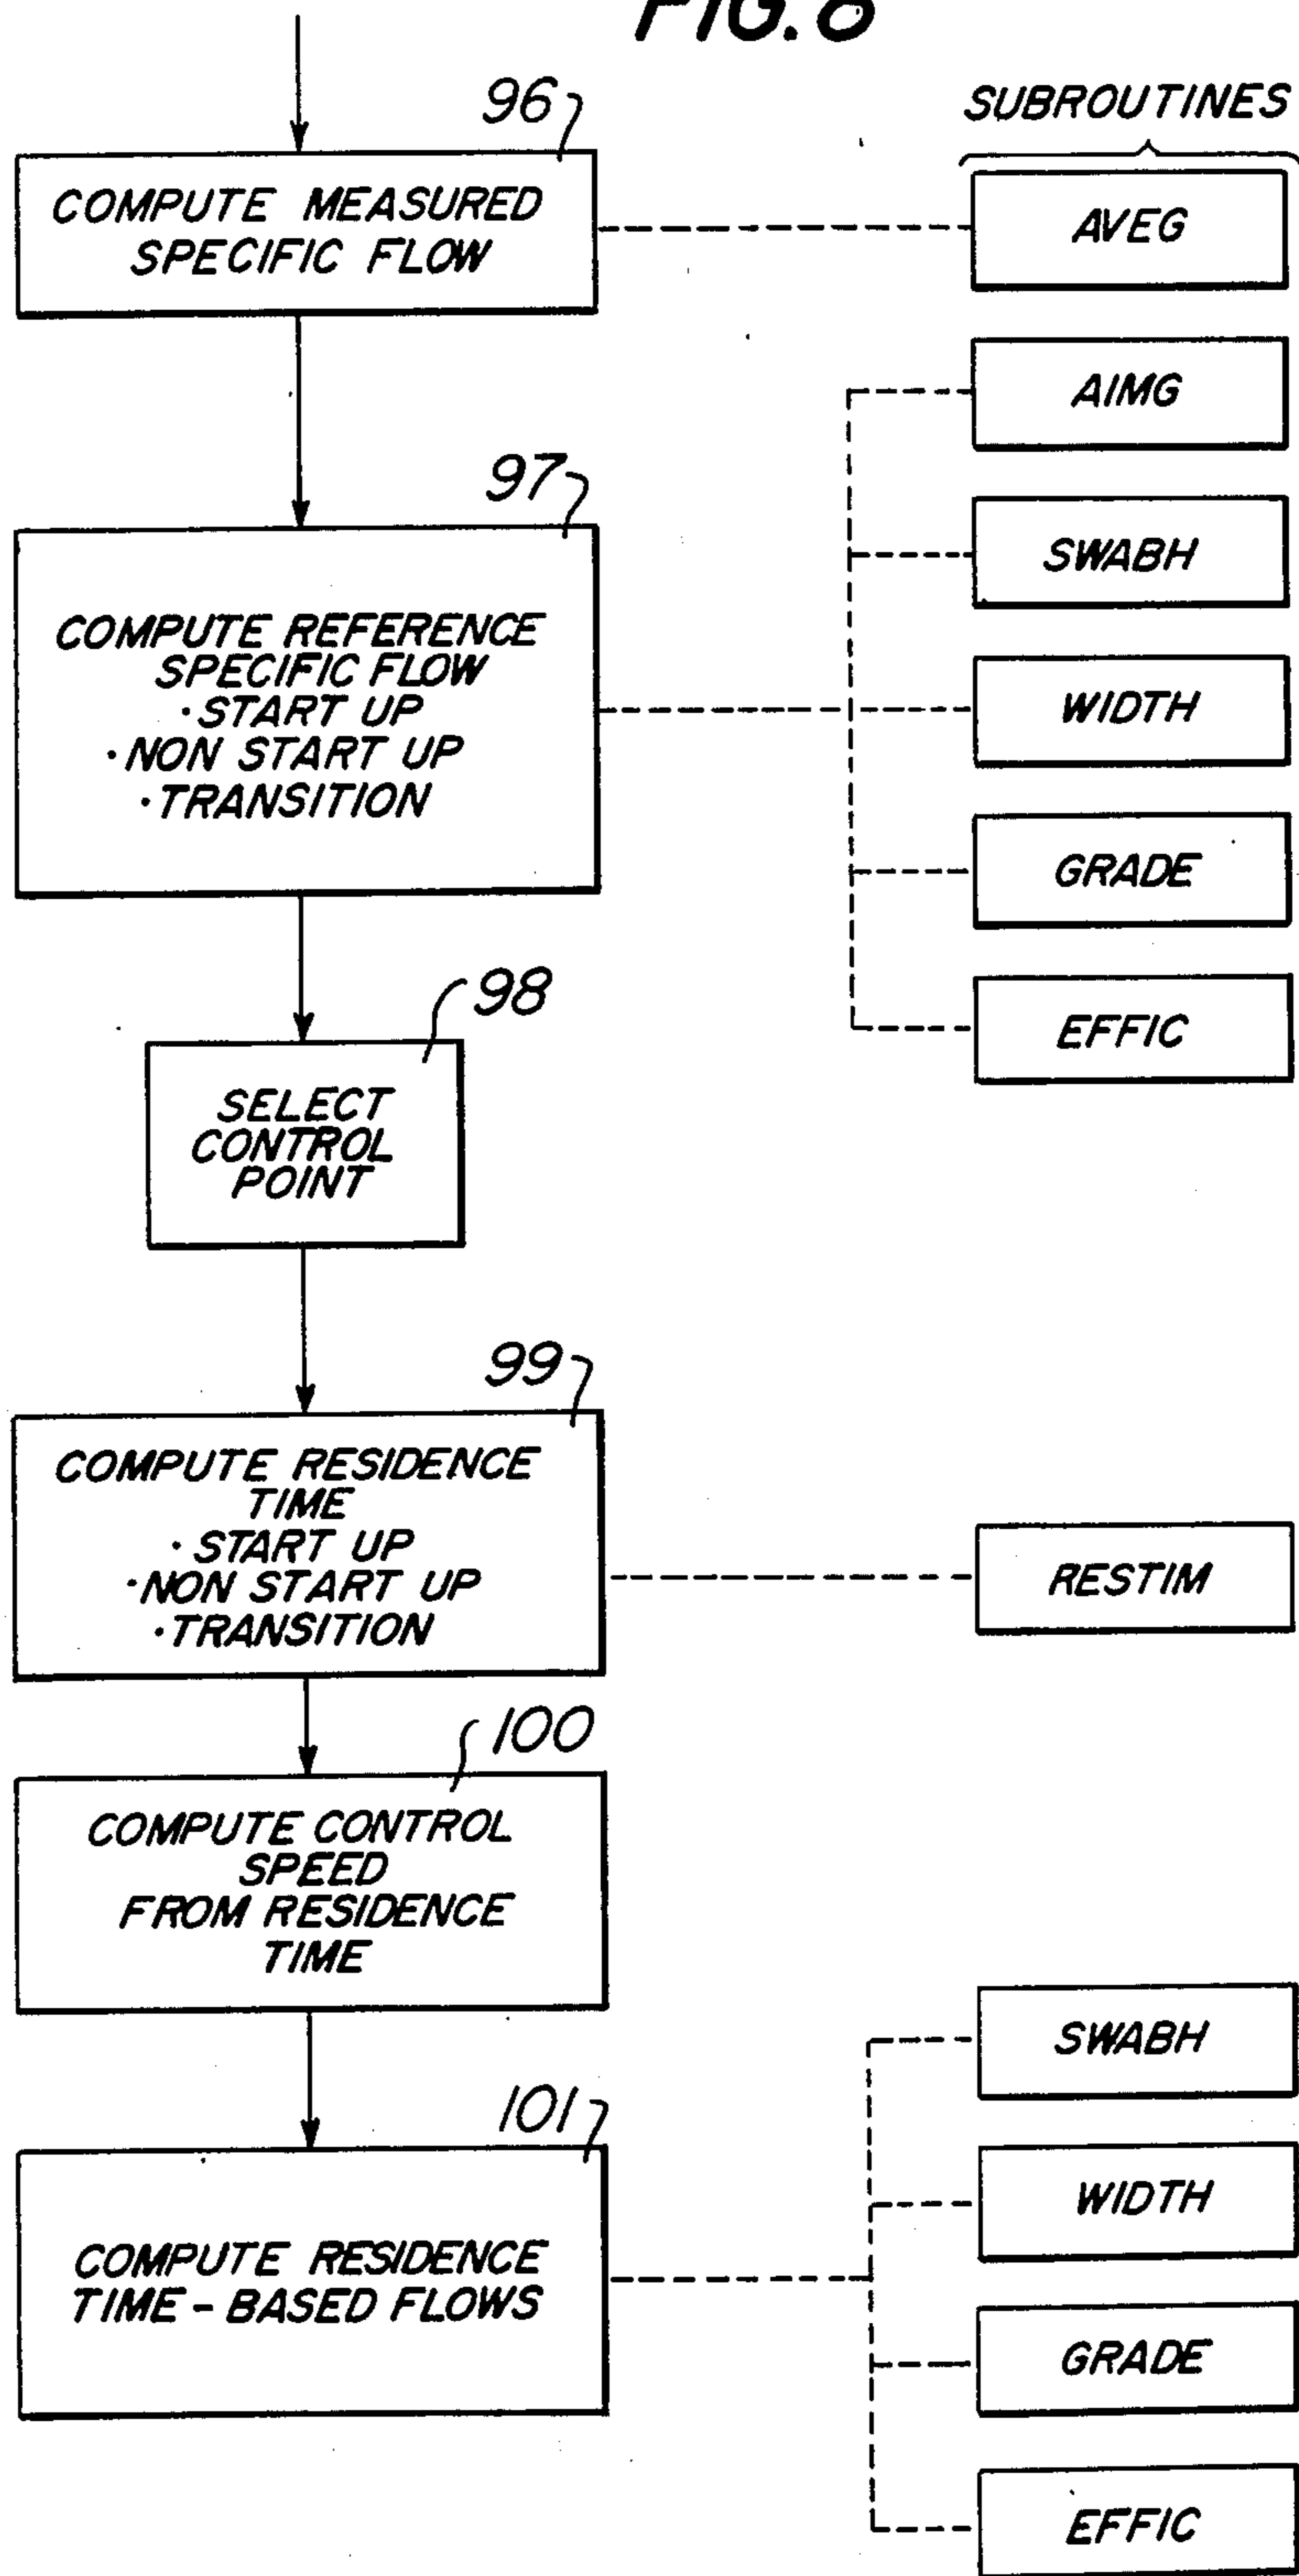 FIG. 8
96
SUBROUTINES
COMPUTE MEASURED
SPECIFIC FLOW
AVEG
AIMG
97
SWABH
COMPUTE REFERENCE
SPECIFIC FLOW
· START UP
· NON START UP
· TRANSITION
WIDTH
GRADE
98
EFFIC
SELECT
CONTROL
POINT
99
COMPUTE RESIDENCE
TIME
· START UP
· NON START UP
· TRANSITION
RESTIM
100
COMPUTE CONTROL
SPEED
FROM RESIDENCE
TIME
SWABH
101
WIDTH
COMPUTE RESIDENCE
TIME - BASED FLOWS
GRADE
EFFIC